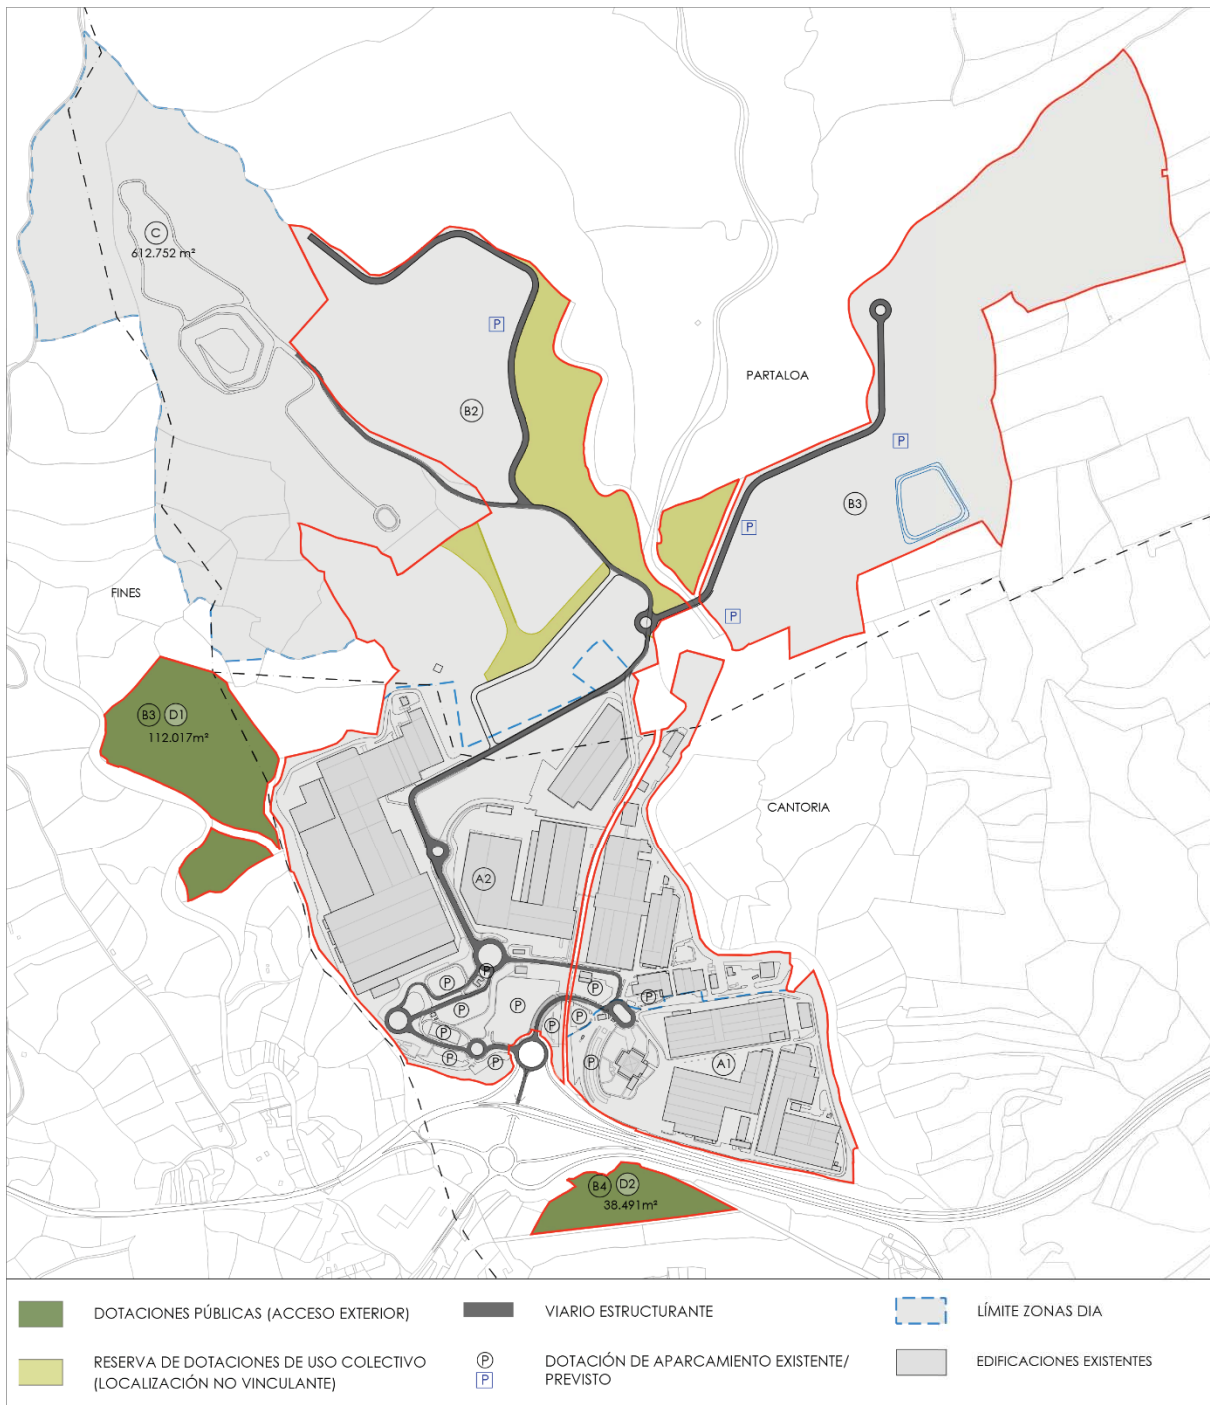 C
612.752 m²
P
B2
PARTALOA
P
B3
P
P
FINES
B3 D1
112.017m²
CANTORIA
A2
P
P
P
P
P
P
P
P
P
P
P
P
A1
B4 D2
38.491m²
DOTACIONES PÚBLICAS (ACCESO EXTERIOR)
VIARIO ESTRUCTURANTE
LÍMITE ZONAS DIA
RESERVA DE DOTACIONES DE USO COLECTIVO
(LOCALIZACIÓN NO VINCULANTE)
P
P
DOTACIÓN DE APARCAMIENTO EXISTENTE/
PREVISTO
EDIFICACIONES EXISTENTES